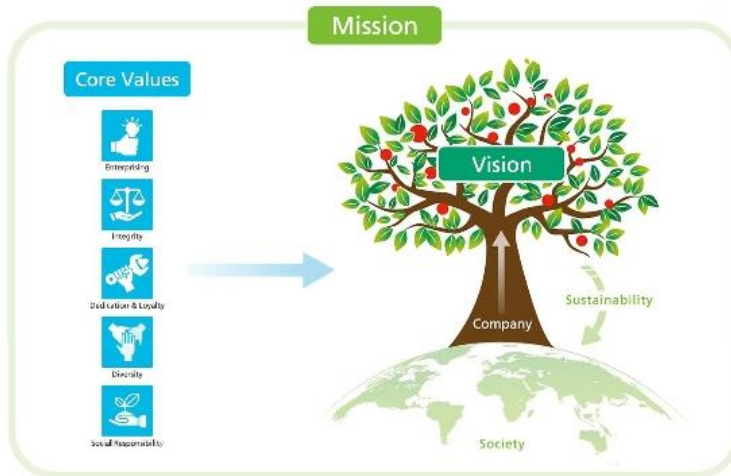 Mission
Core Values
Enterprising
Integrity
Dedication & Loyalty
Diversity
Social Responsibility
Vision
Company
Sustainability
Society